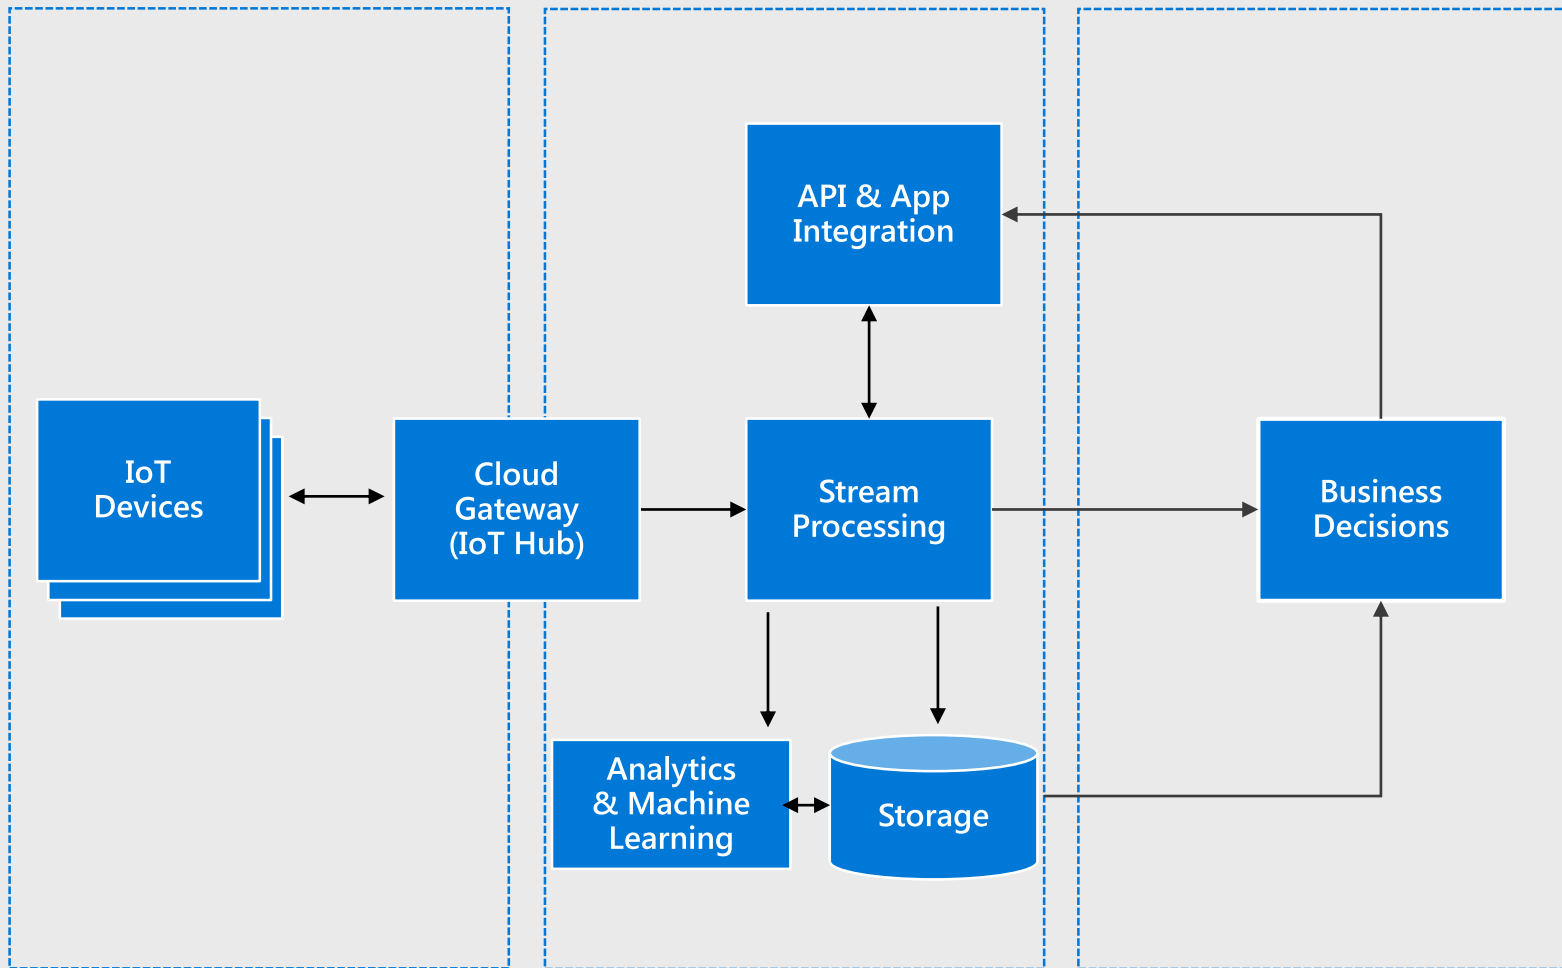 API & App
Integration
IoT
Devices
Cloud
Gateway
(IoT Hub)
Stream
Processing
Business
Decisions
Analytics
& Machine
Learning
Storage